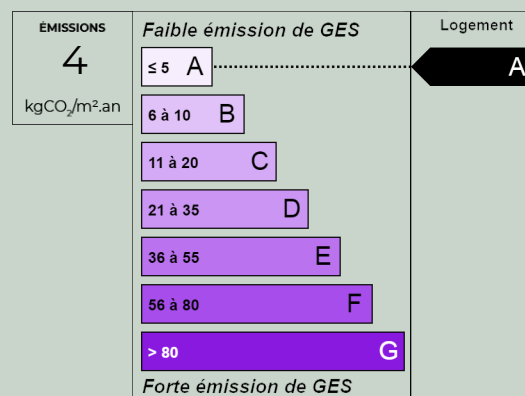 ÉMISSIONS
4
kgCO₂/m².an
Faible émission de GES
≤ 5 A
6 à 10 B
11 à 20 C
21 à 35 D
36 à 55 E
56 à 80 F
> 80 G
Forte émission de GES
Logement
A